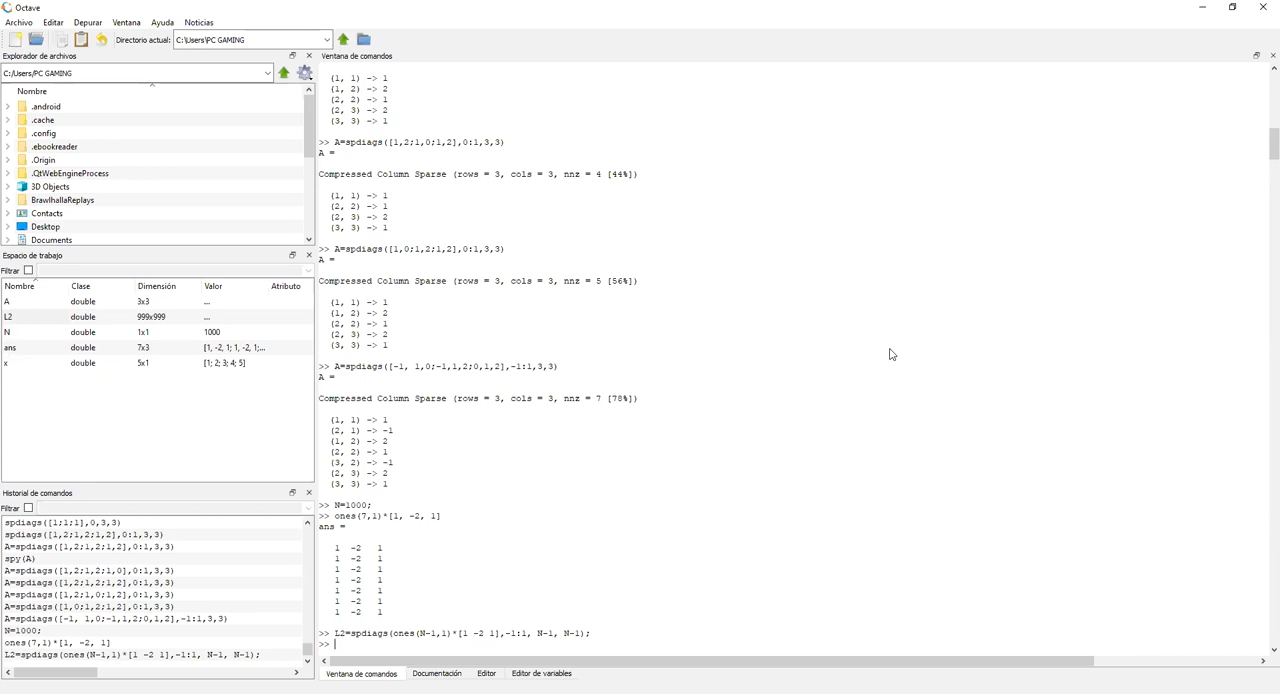 Octave
Archivo Editar Depurar Ventana Ayuda Noticias
Directorio actual: C:\Users\PC GAMING
Explorador de archivos
C:/Users/PC GAMING
Nombre
.android
.cache
.config
.ebookreader
.Origin
.QtWebEngineProcess
3D Objects
BrawlhallaReplays
Contacts
Desktop
Documents
Espacio de trabajo
Filtrar
Nombre Clase Dimensión Valor Atributo
A double 3x3 ...
L2 double 999x999 ...
N double 1x1 1000
ans double 7x3 [1, -2, 1; 1, -2, 1;...
x double 5x1 [1; 2; 3; 4; 5]
Historial de comandos
Filtrar
spdiags([1;1;1],0,3,3)
spdiags([1,2;1,2;1,2],0:1,3,3)
A=spdiags([1,2;1,2;1,2],0:1,3,3)
spy(A)
A=spdiags([1,2;1,2;1,0],0:1,3,3)
A=spdiags([1,2;1,2;1,2],0:1,3,3)
A=spdiags([1,2;1,0;1,2],0:1,3,3)
A=spdiags([1,0;1,2;1,2],0:1,3,3)
A=spdiags([-1, 1,0;-1,1,2;0,1,2],-1:1,3,3)
N=1000;
ones(7,1)*[1, -2, 1]
L2=spdiags(ones(N-1,1)*[1 -2 1],-1:1, N-1, N-1);
Ventana de comandos
(1, 1) -> 1
(1, 2) -> 2
(2, 2) -> 1
(2, 3) -> 2
(3, 3) -> 1
>> A=spdiags([1,2;1,0;1,2],0:1,3,3)
A =
Compressed Column Sparse (rows = 3, cols = 3, nnz = 4 [44%])
(1, 1) -> 1
(2, 2) -> 1
(2, 3) -> 2
(3, 3) -> 1
>> A=spdiags([1,0;1,2;1,2],0:1,3,3)
A =
Compressed Column Sparse (rows = 3, cols = 3, nnz = 5 [56%])
(1, 1) -> 1
(1, 2) -> 2
(2, 2) -> 1
(2, 3) -> 2
(3, 3) -> 1
>> A=spdiags([-1, 1,0;-1,1,2;0,1,2],-1:1,3,3)
A =
Compressed Column Sparse (rows = 3, cols = 3, nnz = 7 [78%])
(1, 1) -> 1
(2, 1) -> -1
(1, 2) -> 2
(2, 2) -> 1
(3, 2) -> -1
(2, 3) -> 2
(3, 3) -> 1
>> N=1000;
>> ones(7,1)*[1, -2, 1]
ans =
1 -2 1
1 -2 1
1 -2 1
1 -2 1
1 -2 1
1 -2 1
1 -2 1
>> L2=spdiags(ones(N-1,1)*[1 -2 1],-1:1, N-1, N-1);
>>
Ventana de comandos Documentación Editor Editor de variables